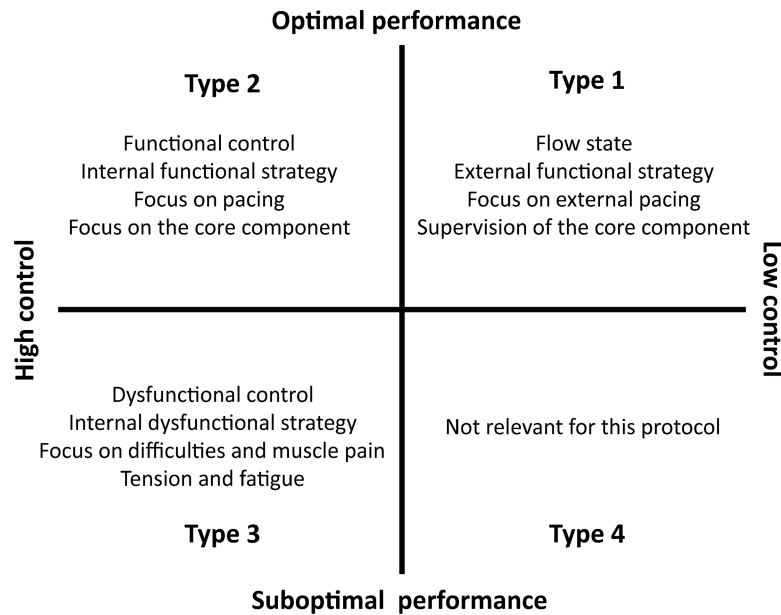 Optimal performance
Type 2
Functional control
Internal functional strategy
Focus on pacing
Focus on the core component
Type 1
Flow state
External functional strategy
Focus on external pacing
Supervision of the core component
High control
Low control
Dysfunctional control
Internal dysfunctional strategy
Focus on difficulties and muscle pain
Tension and fatigue
Type 3
Not relevant for this protocol
Type 4
Suboptimal performance